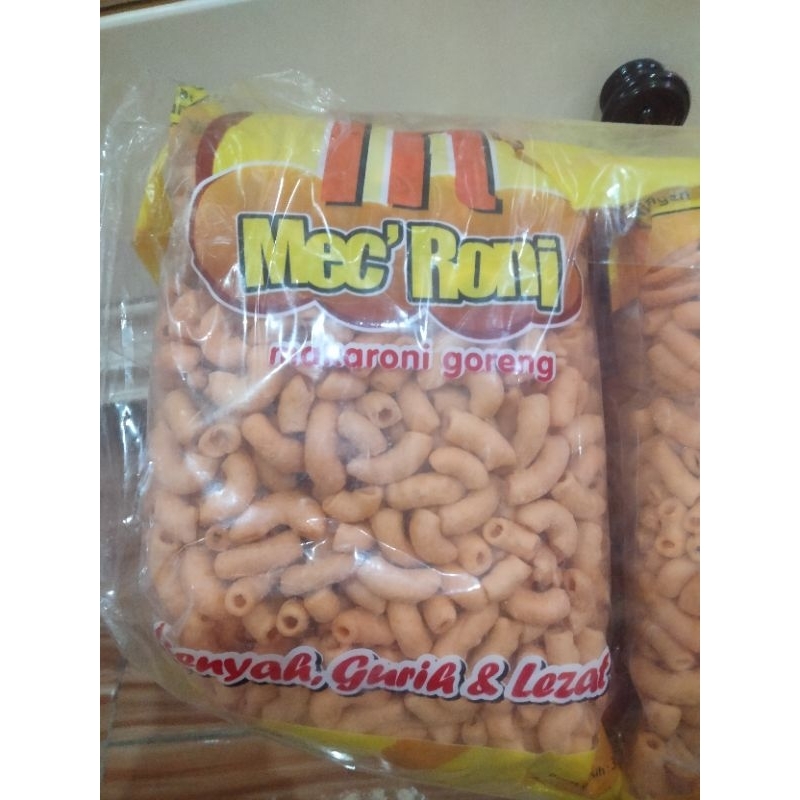 m
Mec' Roni
makaroni goreng
Renyah, Gurih & Lezat